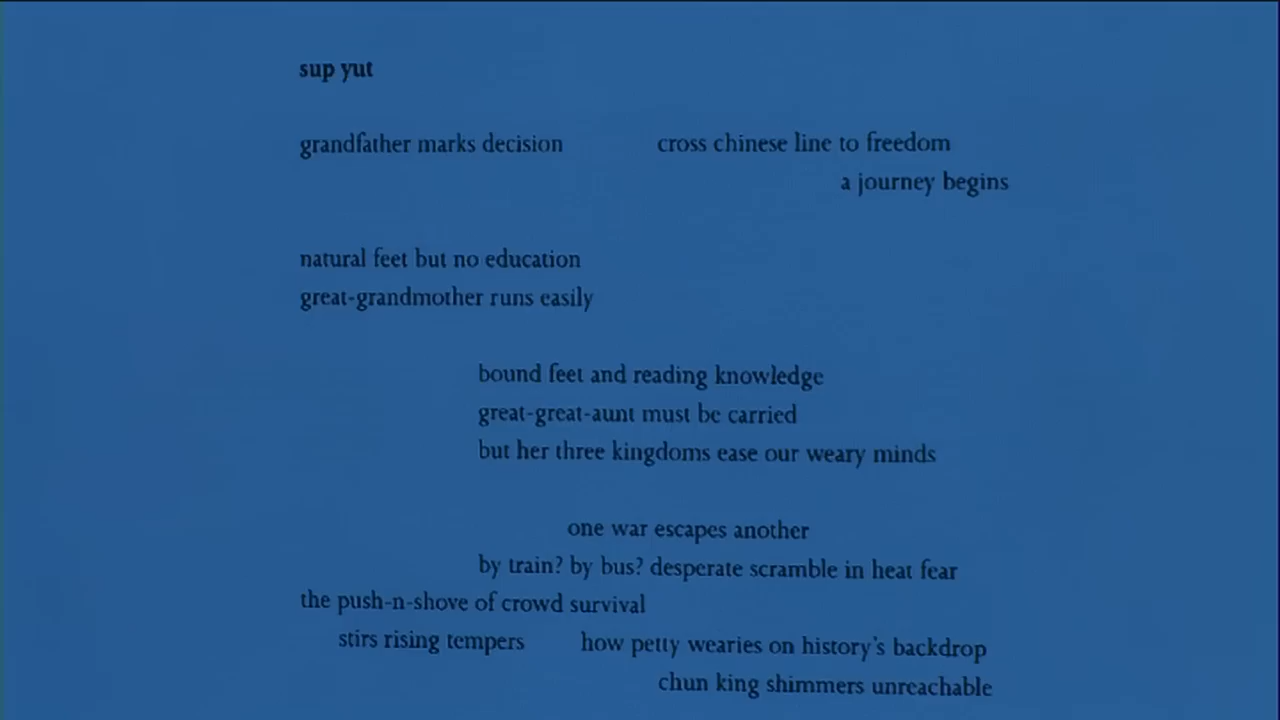 sup yut
grandfather marks decision cross chinese line to freedom
a journey begins
natural feet but no education
great-grandmother runs easily
bound feet and reading knowledge
great-great-aunt must be carried
but her three kingdoms ease our weary minds
one war escapes another
by train? by bus? desperate scramble in heat fear
the push-n-shove of crowd survival
stirs rising tempers how petty wearies on history's backdrop
chun king shimmers unreachable